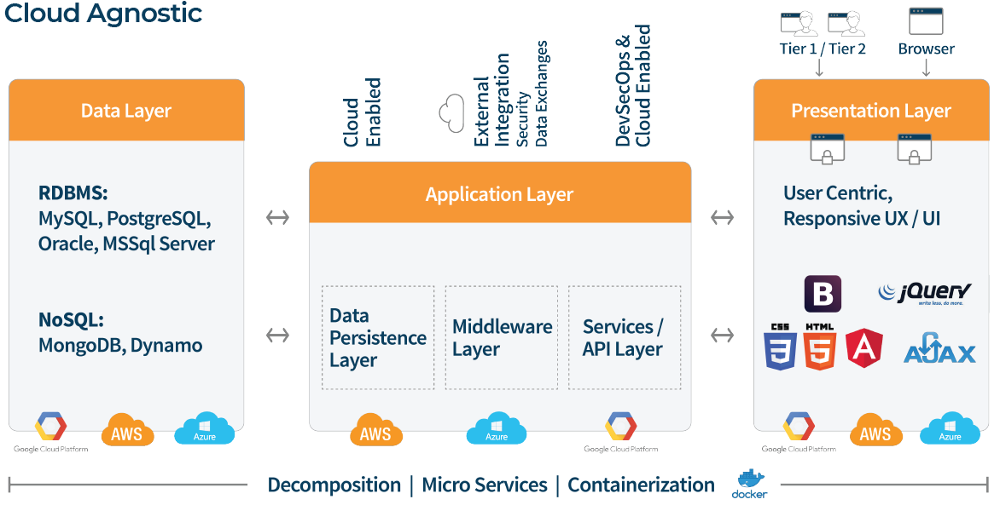 Cloud Agnostic
Tier 1 / Tier 2
Browser
Data Layer
RDBMS:
MySQL, PostgreSQL,
Oracle, MSSql Server
NoSQL:
MongoDB, Dynamo
Google Cloud Platform
AWS
Azure
Cloud
Enabled
External
Integration
Security
Data Exchanges
DevSecOps &
Cloud Enabled
Application Layer
Data
Persistence
Layer
Middleware
Layer
Services /
API Layer
AWS
Azure
Google Cloud Platform
Presentation Layer
User Centric,
Responsive UX / UI
B
jQuery
write less, do more.
CSS
3
HTML
5
A
AJAX
Google Cloud Platform
AWS
Azure
Decomposition | Micro Services | Containerization
docker